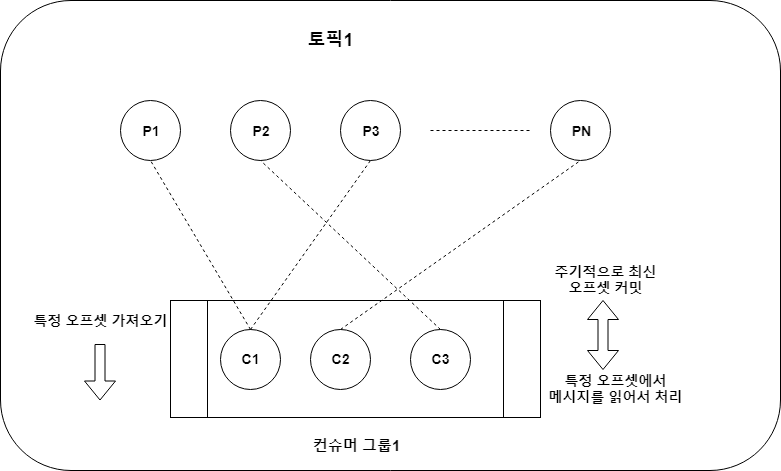 토픽1
P1
P2
P3
PN
주기적으로 최신
오프셋 커밋
특정 오프셋 가져오기
C1
C2
C3
특정 오프셋에서
메시지를 읽어서 처리
컨슈머 그룹1